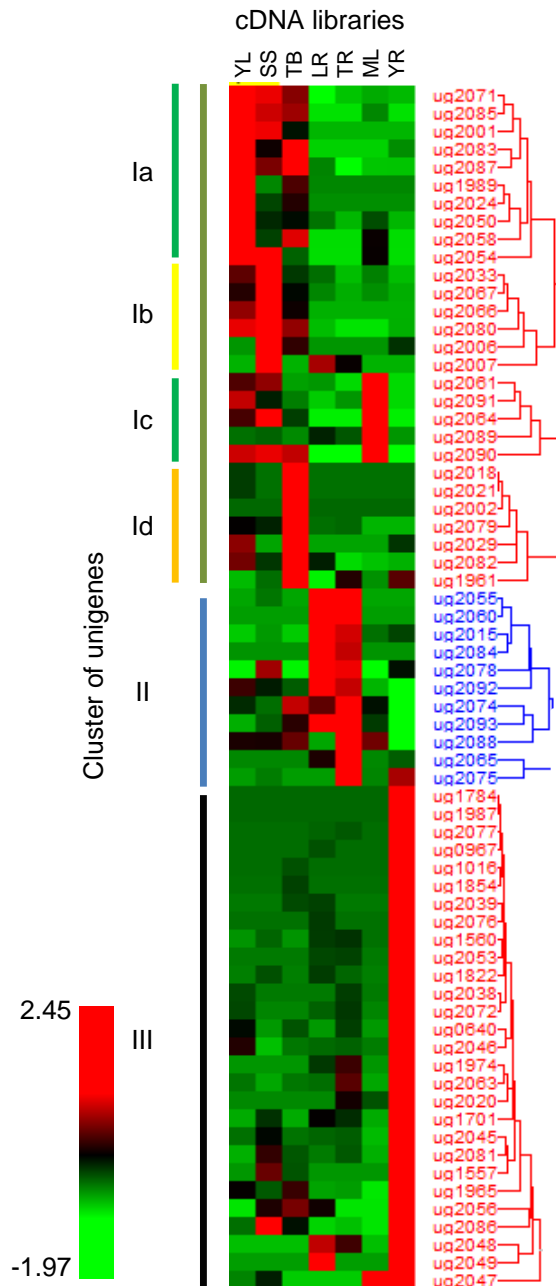 cDNA libraries
YL SS TB LR TR ML YR
ug2071
ug2085
ug2001
ug2083
ug2087
ug1989
ug2024
ug2050
ug2058
ug2054
ug2033
ug2067
ug2066
ug2080
ug2006
ug2007
ug2061
ug2091
ug2064
ug2089
ug2090
ug2018
ug2021
ug2002
ug2079
ug2029
ug2082
ug1961
ug2055
ug2060
ug2015
ug2084
ug2078
ug2092
ug2074
ug2093
ug2088
ug2065
ug2075
ug1784
ug1987
ug2077
ug0967
ug1016
ug1854
ug2039
ug2076
ug1560
ug2053
ug1822
ug2038
ug2072
ug0640
ug2046
ug1974
ug2063
ug2020
ug1701
ug2045
ug2081
ug1557
ug1965
ug2056
ug2086
ug2048
ug2049
ug2047
Ia
Ib
Ic
Id
II
III
Cluster of unigenes
2.45
-1.97